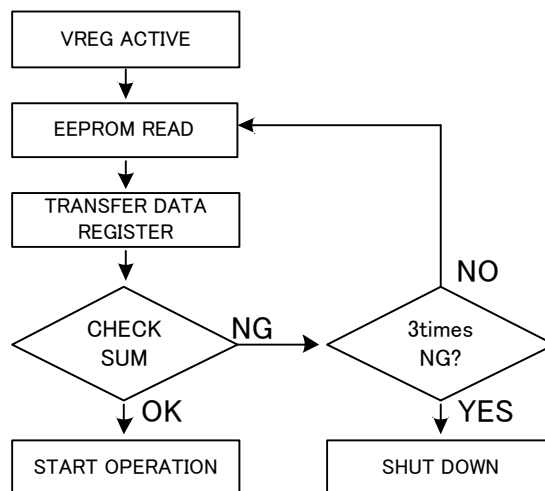 VREG ACTIVE
EEPROM READ
TRANSFER DATA
REGISTER
NO
CHECK
SUM
NG
3times
NG?
OK
YES
START OPERATION
SHUT DOWN